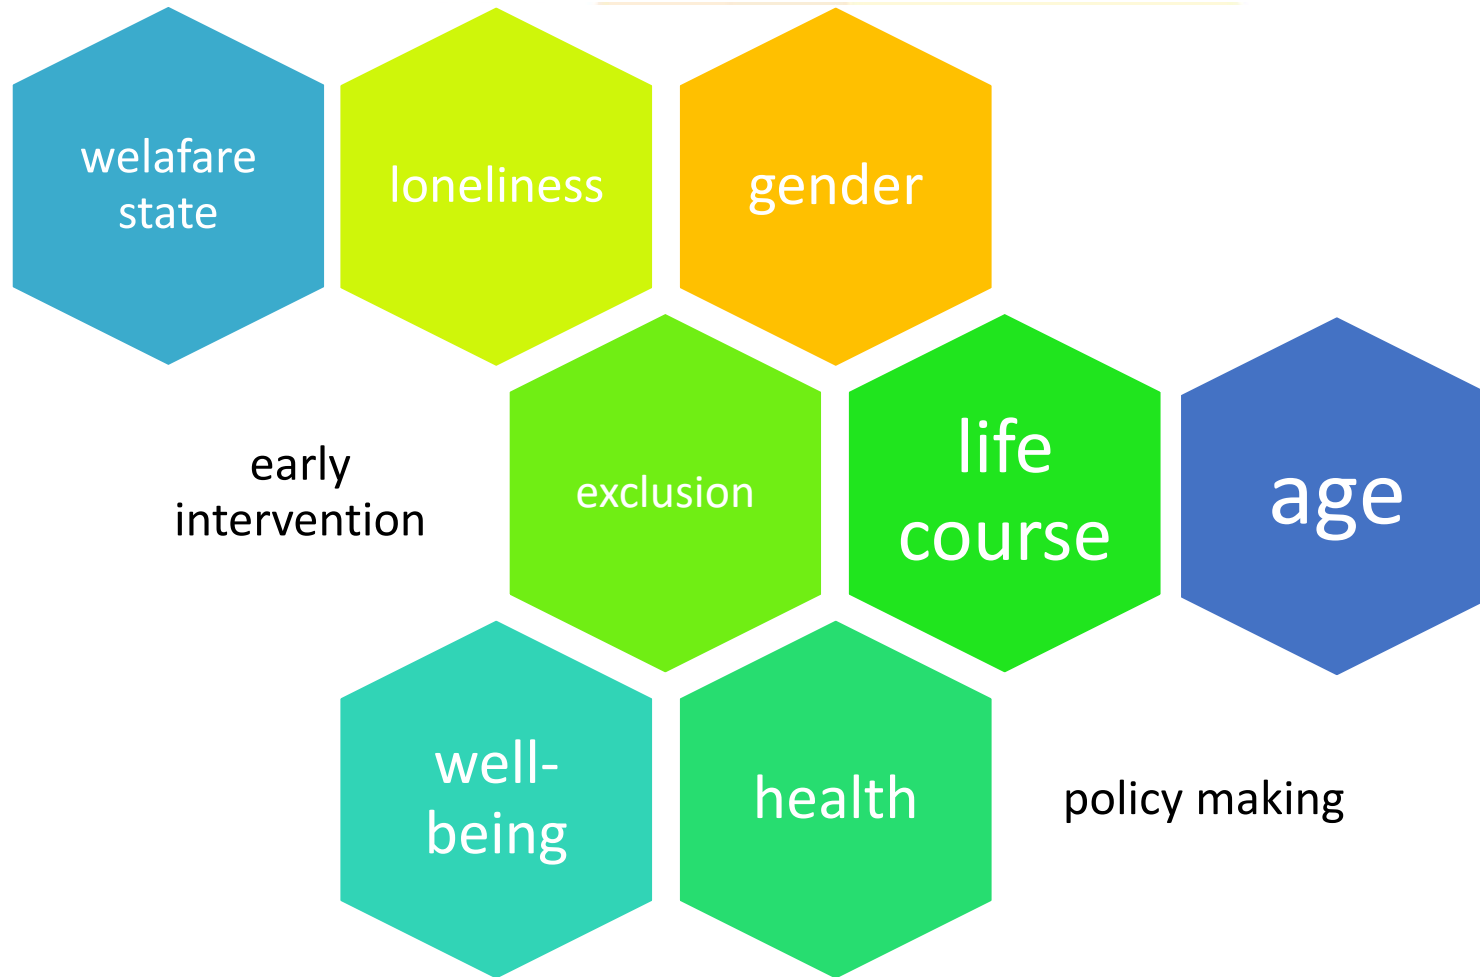 welafare
state
loneliness
gender
early
intervention
exclusion
life
course
age
well-
being
health
policy making